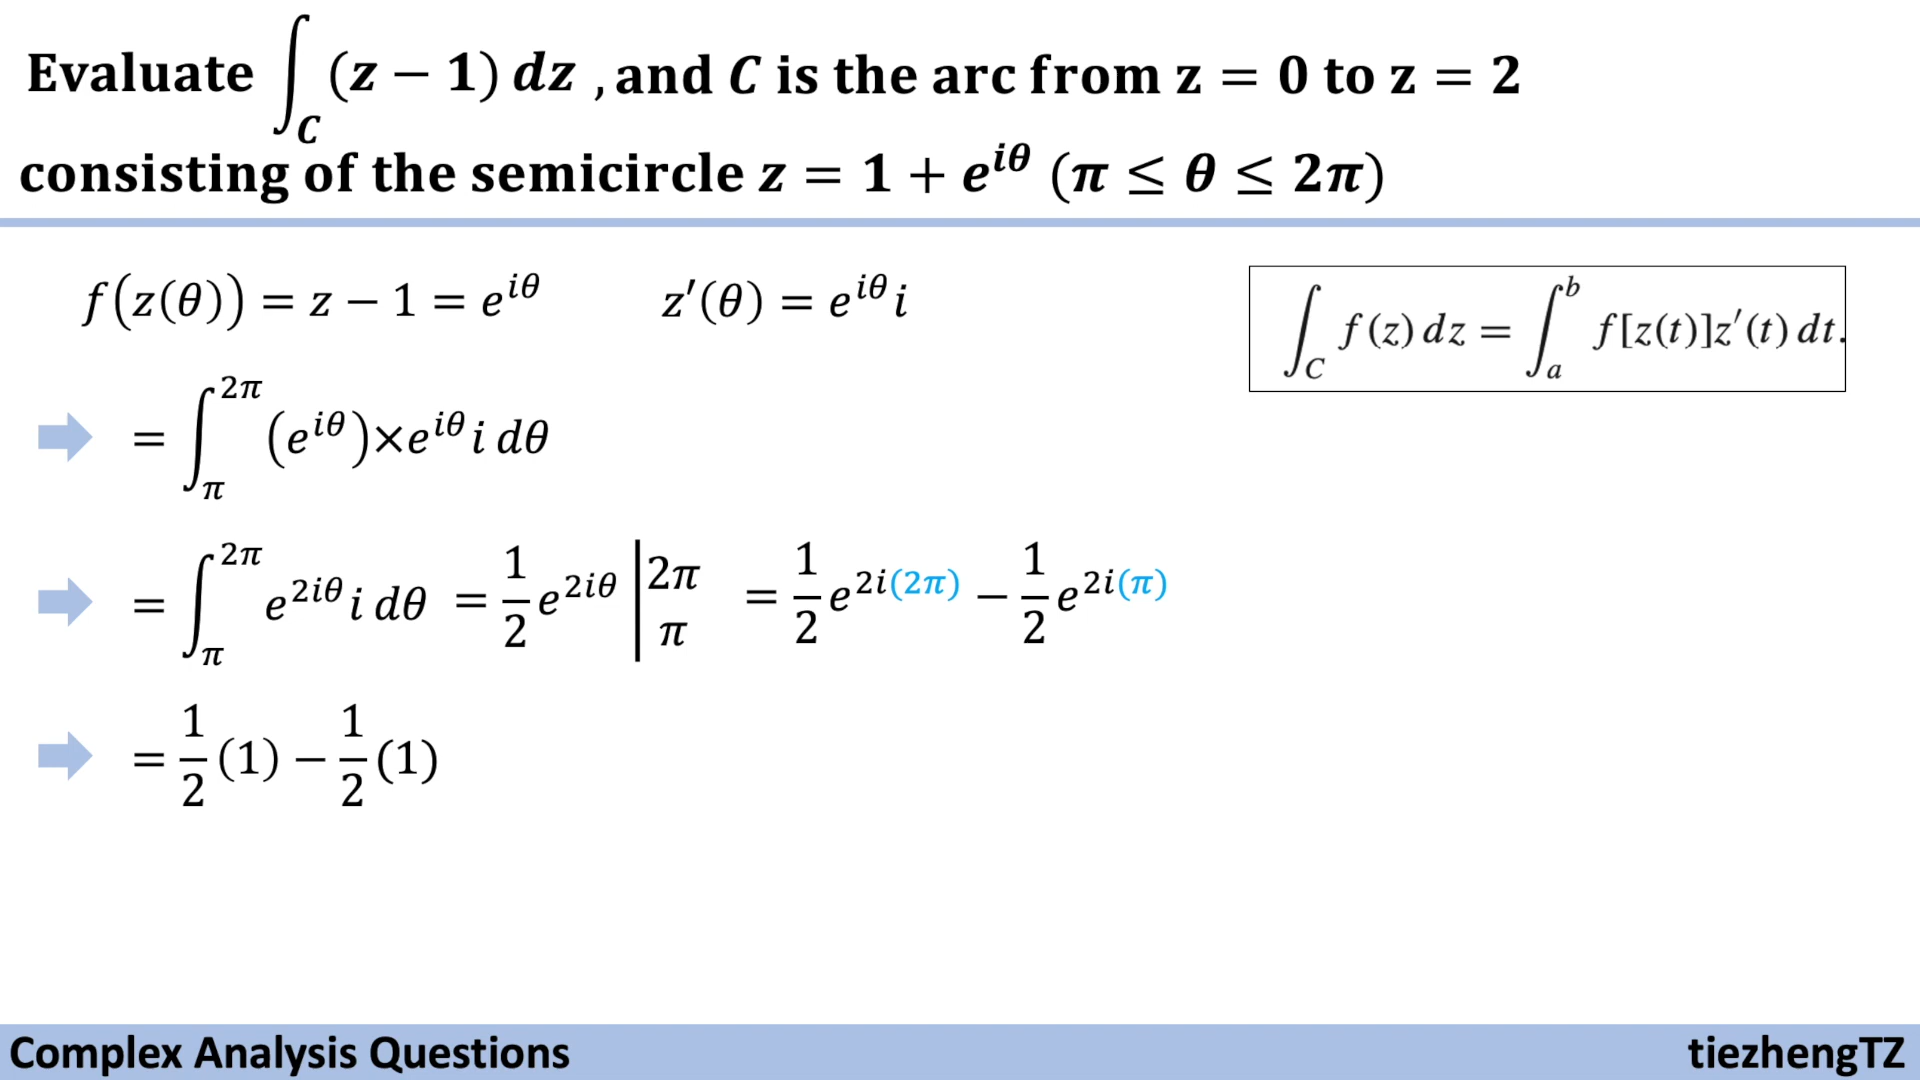 Evaluate ∫_C (z − 1) dz , and C is the arc from z = 0 to z = 2
consisting of the semicircle z = 1 + e^{iθ} (π ≤ θ ≤ 2π)
f(z(θ)) = z − 1 = e^{iθ} z′(θ) = e^{iθ} i
∫_C f(z) dz = ∫_a^b f[z(t)]z′(t) dt.
= ∫_π^{2π} (e^{iθ})×e^{iθ} i dθ
= ∫_π^{2π} e^{2iθ} i dθ = 1/2 e^{2iθ} |_π^{2π} = 1/2 e^{2i(2π)} − 1/2 e^{2i(π)}
= 1/2 (1) − 1/2 (1)
Complex Analysis Questions tiezhengTZ